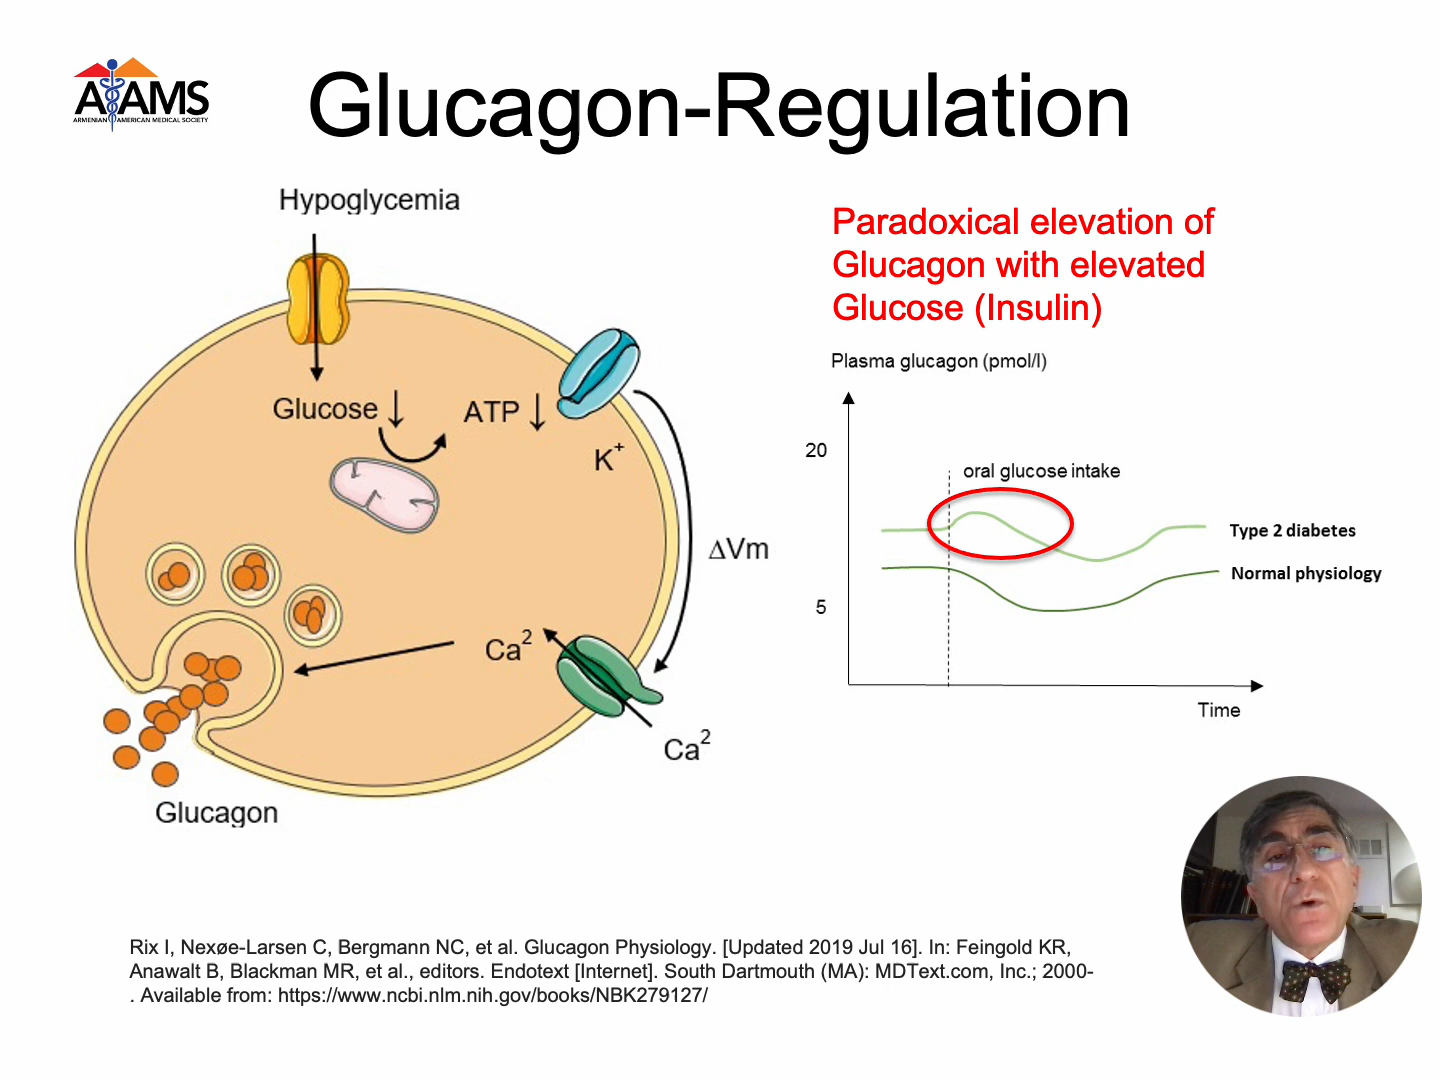 AAMS
ARMENIAN AMERICAN MEDICAL SOCIETY
Glucagon-Regulation
Hypoglycemia
Glucose ↓
ATP ↓
K+
ΔVm
Ca2
Ca2
Glucagon
Paradoxical elevation of
Glucagon with elevated
Glucose (Insulin)
Plasma glucagon (pmol/l)
20
oral glucose intake
Type 2 diabetes
Normal physiology
5
Time
Rix I, Nexøe-Larsen C, Bergmann NC, et al. Glucagon Physiology. [Updated 2019 Jul 16]. In: Feingold KR,
Anawalt B, Blackman MR, et al., editors. Endotext [Internet]. South Dartmouth (MA): MDText.com, Inc.; 2000-
. Available from: https://www.ncbi.nlm.nih.gov/books/NBK279127/